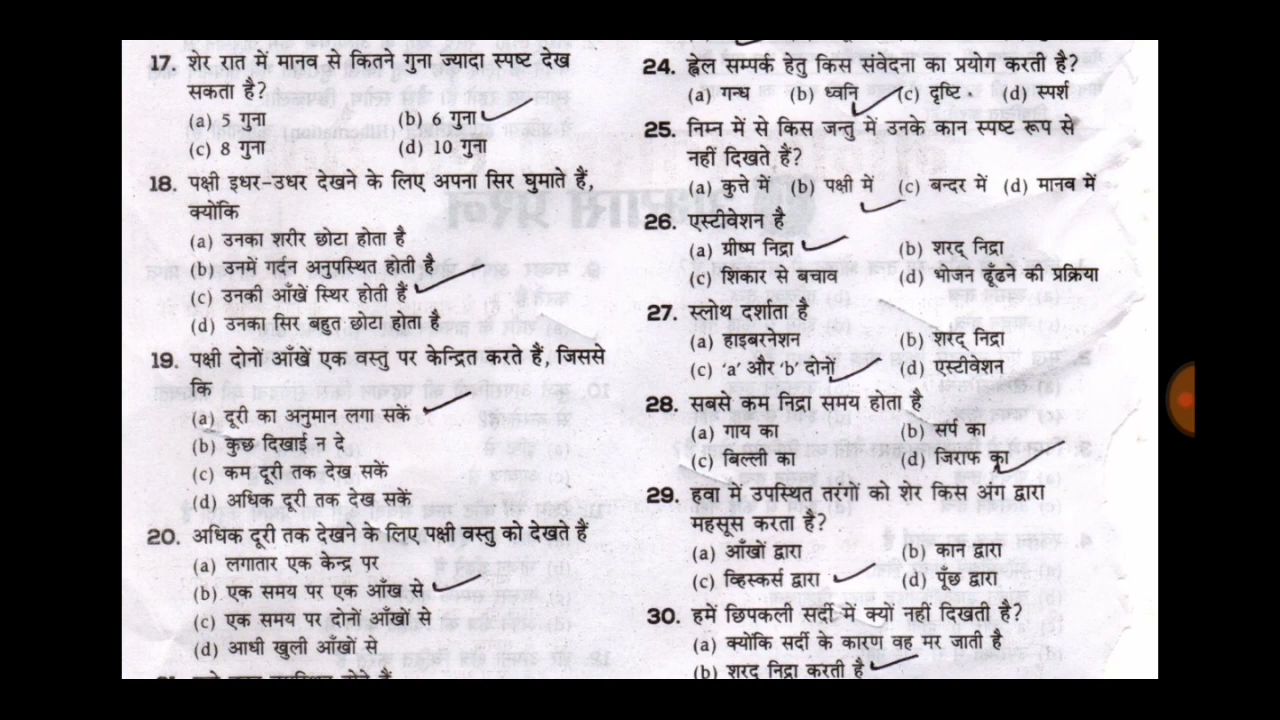 17. शेर रात में मानव से कितने गुना ज्यादा स्पष्ट देख
सकता है?
(a) 5 गुना (b) 6 गुना
(c) 8 गुना (d) 10 गुना
18. पक्षी इधर-उधर देखने के लिए अपना सिर घुमाते हैं,
क्योंकि
(a) उनका शरीर छोटा होता है
(b) उनमें गर्दन अनुपस्थित होती है
(c) उनकी आँखें स्थिर होती हैं
(d) उनका सिर बहुत छोटा होता है
19. पक्षी दोनों आँखें एक वस्तु पर केन्द्रित करते हैं, जिससे
कि
(a) दूरी का अनुमान लगा सकें
(b) कुछ दिखाई न दे
(c) कम दूरी तक देख सकें
(d) अधिक दूरी तक देख सकें
20. अधिक दूरी तक देखने के लिए पक्षी वस्तु को देखते हैं
(a) लगातार एक केन्द्र पर
(b) एक समय पर एक आँख से
(c) एक समय पर दोनों आँखों से
(d) आधी खुली आँखों से
24. ह्वेल सम्पर्क हेतु किस संवेदना का प्रयोग करती है?
(a) गन्ध (b) ध्वनि (c) दृष्टि (d) स्पर्श
25. निम्न में से किस जन्तु में उनके कान स्पष्ट रूप से
नहीं दिखते हैं?
(a) कुत्ते में (b) पक्षी में (c) बन्दर में (d) मानव में
26. एस्टीवेशन है
(a) ग्रीष्म निद्रा (b) शरद् निद्रा
(c) शिकार से बचाव (d) भोजन ढूँढने की प्रक्रिया
27. स्लोथ दर्शाता है
(a) हाइबरनेशन (b) शरद् निद्रा
(c) 'a' और 'b' दोनों (d) एस्टीवेशन
28. सबसे कम निद्रा समय होता है
(a) गाय का (b) सर्प का
(c) बिल्ली का (d) जिराफ का
29. हवा में उपस्थित तरंगों को शेर किस अंग द्वारा
महसूस करता है?
(a) आँखों द्वारा (b) कान द्वारा
(c) व्हिस्कर्स द्वारा (d) पूँछ द्वारा
30. हमें छिपकली सर्दी में क्यों नहीं दिखती है?
(a) क्योंकि सर्दी के कारण वह मर जाती है
(b) शरद् निद्रा करती है